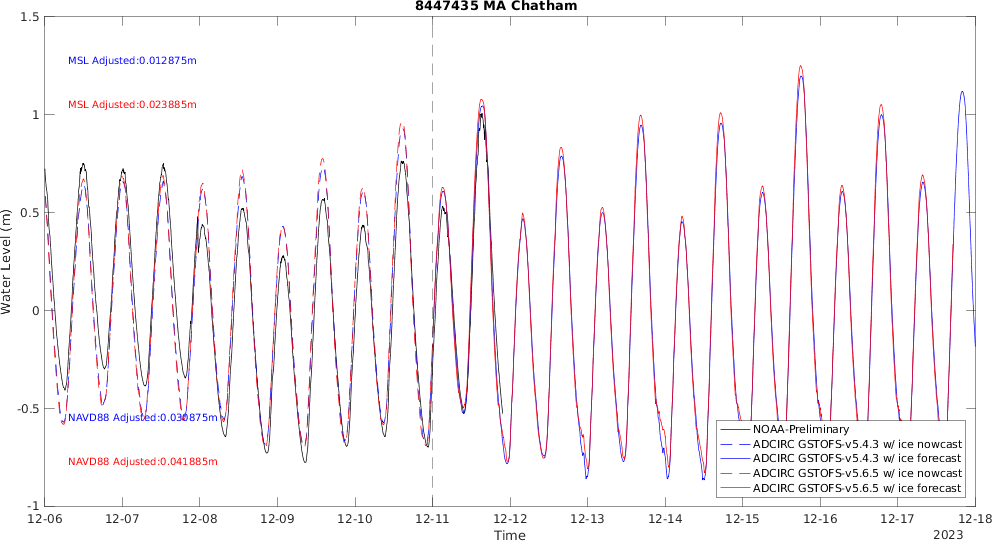 8447435 MA Chatham
1.5
1
0.5
0
-0.5
-1
Water Level (m)
MSL Adjusted:0.012875m
MSL Adjusted:0.023885m
NAVD88 Adjusted:0.030875m
NAVD88 Adjusted:0.041885m
NOAA-Preliminary
ADCIRC GSTOFS-v5.4.3 w/ ice nowcast
ADCIRC GSTOFS-v5.4.3 w/ ice forecast
ADCIRC GSTOFS-v5.6.5 w/ ice nowcast
ADCIRC GSTOFS-v5.6.5 w/ ice forecast
12-06 12-07 12-08 12-09 12-10 12-11 12-12 12-13 12-14 12-15 12-16 12-17 12-18
Time
2023